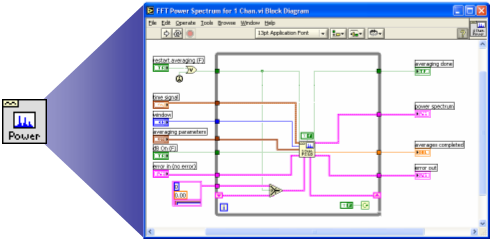 FFT Power Spectrum for 1 Chan.vi Block Diagram
File Edit Operate Tools Browse Window Help
13pt Application Font
restart averaging (F)
averaging done
time signal
power spectrum
window
averaging parameters
averages completed
dB On (F)
error in (no error)
error out
0
0.00
i
Power